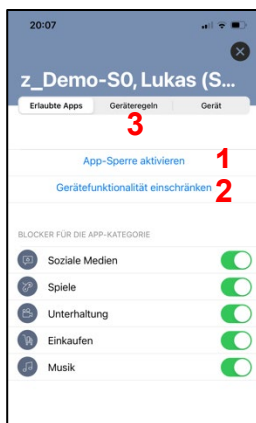 20:07
z_Demo-S0, Lukas (S...
Erlaubte Apps Geräteregeln Gerät
3
App-Sperre aktivieren 1
Gerätefunktionalität einschränken 2
BLOCKER FÜR DIE APP-KATEGORIE
Soziale Medien
Spiele
Unterhaltung
Einkaufen
Musik